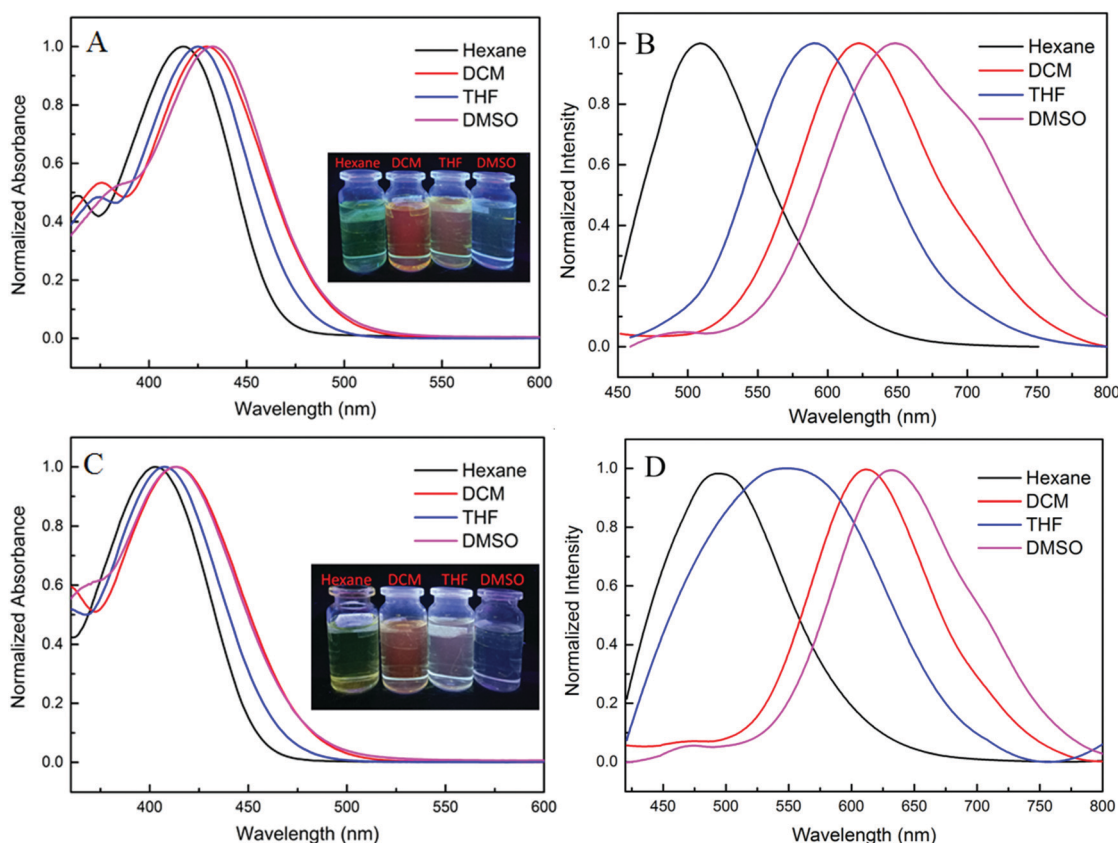 A
Hexane
DCM
THF
DMSO
Hexane DCM THF DMSO
Normalized Absorbance
1.0
0.8
0.6
0.4
0.2
0.0
400 450 500 550 600
Wavelength (nm)
B
Hexane
DCM
THF
DMSO
Normalized Intensity
1.0
0.8
0.6
0.4
0.2
0.0
450 500 550 600 650 700 750 800
Wavelength (nm)
C
Hexane
DCM
THF
DMSO
Hexane DCM THF DMSO
Normalized Absorbance
1.0
0.8
0.6
0.4
0.2
0.0
400 450 500 550 600
Wavelength (nm)
D
Hexane
DCM
THF
DMSO
Normalized Intensity
1.0
0.8
0.6
0.4
0.2
0.0
450 500 550 600 650 700 750 800
Wavelength (nm)